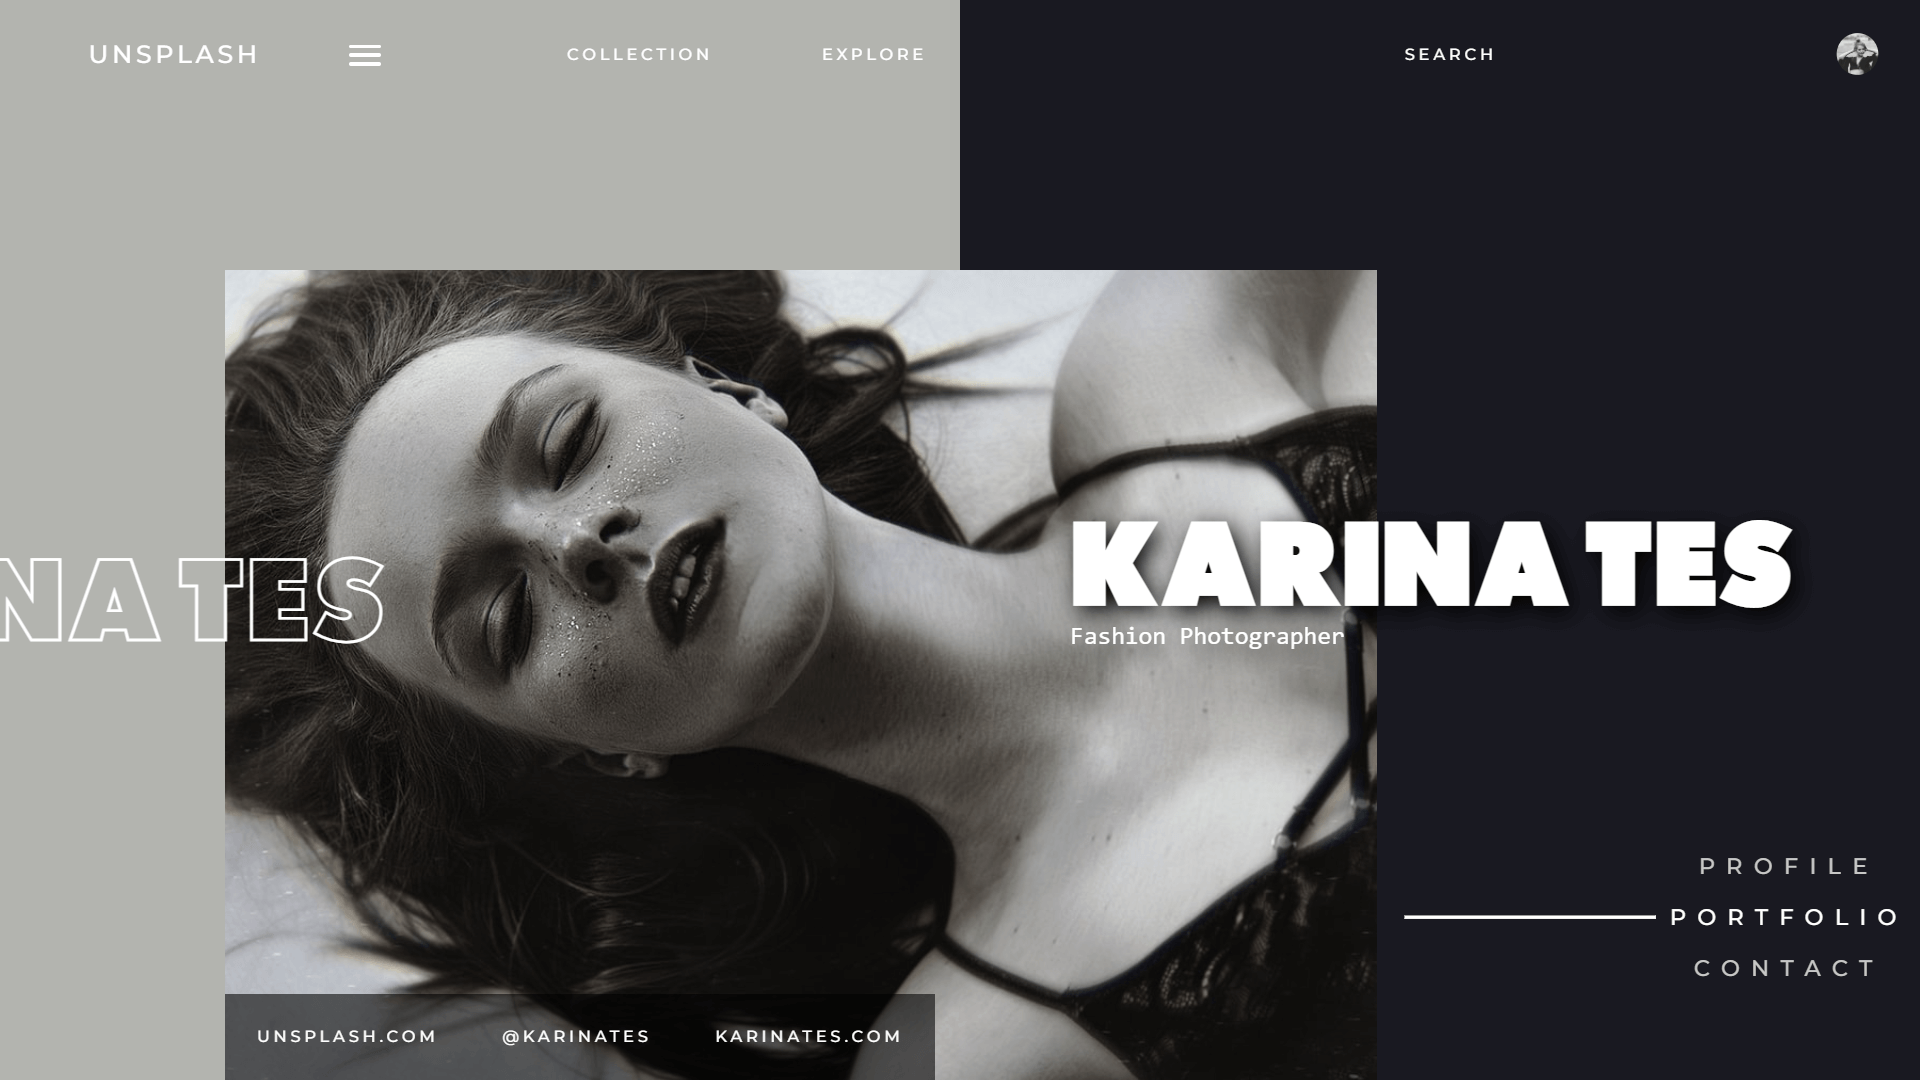 UNSPLASH COLLECTION EXPLORE SEARCH
KARINA TES
NA TES
Fashion Photographer
PROFILE
PORTFOLIO
CONTACT
UNSPLASH.COM @KARINATES KARINATES.COM